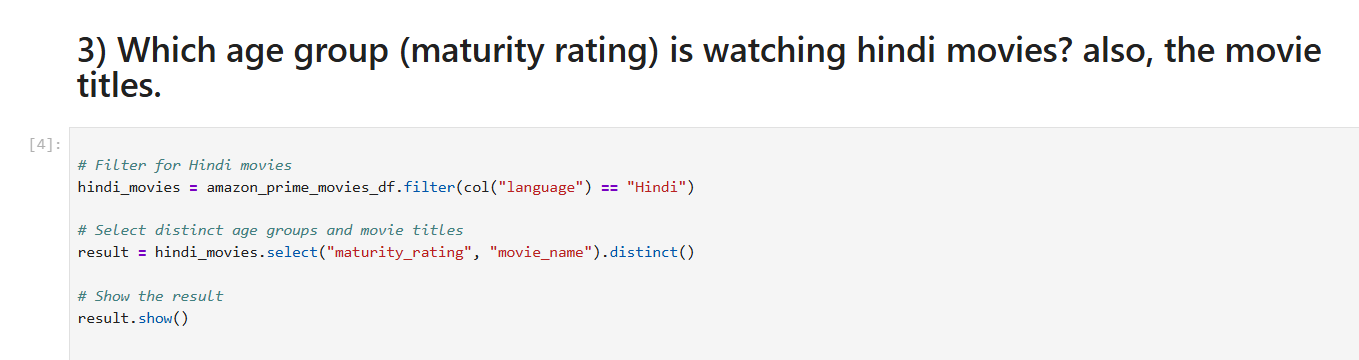 3) Which age group (maturity rating) is watching hindi movies? also, the movie
titles.
[4]:
# Filter for Hindi movies
hindi_movies = amazon_prime_movies_df.filter(col("language") == "Hindi")
# Select distinct age groups and movie titles
result = hindi_movies.select("maturity_rating", "movie_name").distinct()
# Show the result
result.show()